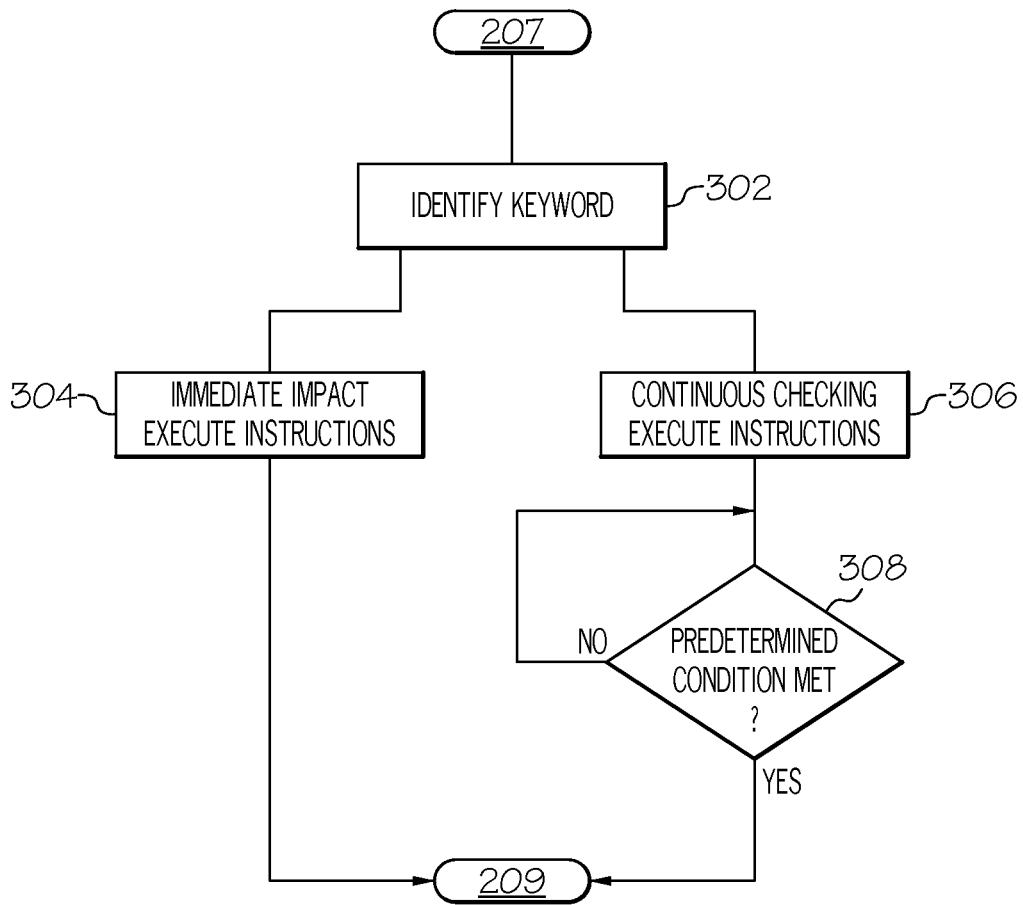 207
IDENTIFY KEYWORD
302
304
IMMEDIATE IMPACT
EXECUTE INSTRUCTIONS
CONTINUOUS CHECKING
EXECUTE INSTRUCTIONS
306
308
NO
PREDETERMINED
CONDITION MET
?
YES
209